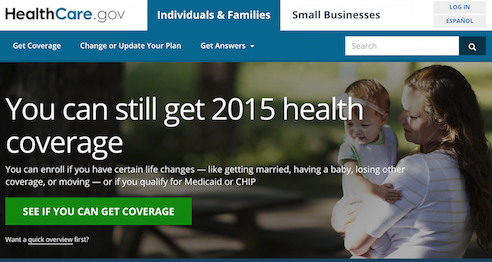 HealthCare.gov
Individuals & Families
Small Businesses
LOG IN
ESPAÑOL
Get Coverage
Change or Update Your Plan
Get Answers
Search
You can still get 2015 health
coverage
You can enroll if you have certain life changes — like getting married, having a baby, losing other
coverage, or moving — or if you qualify for Medicaid or CHIP
SEE IF YOU CAN GET COVERAGE
Want a quick overview first?